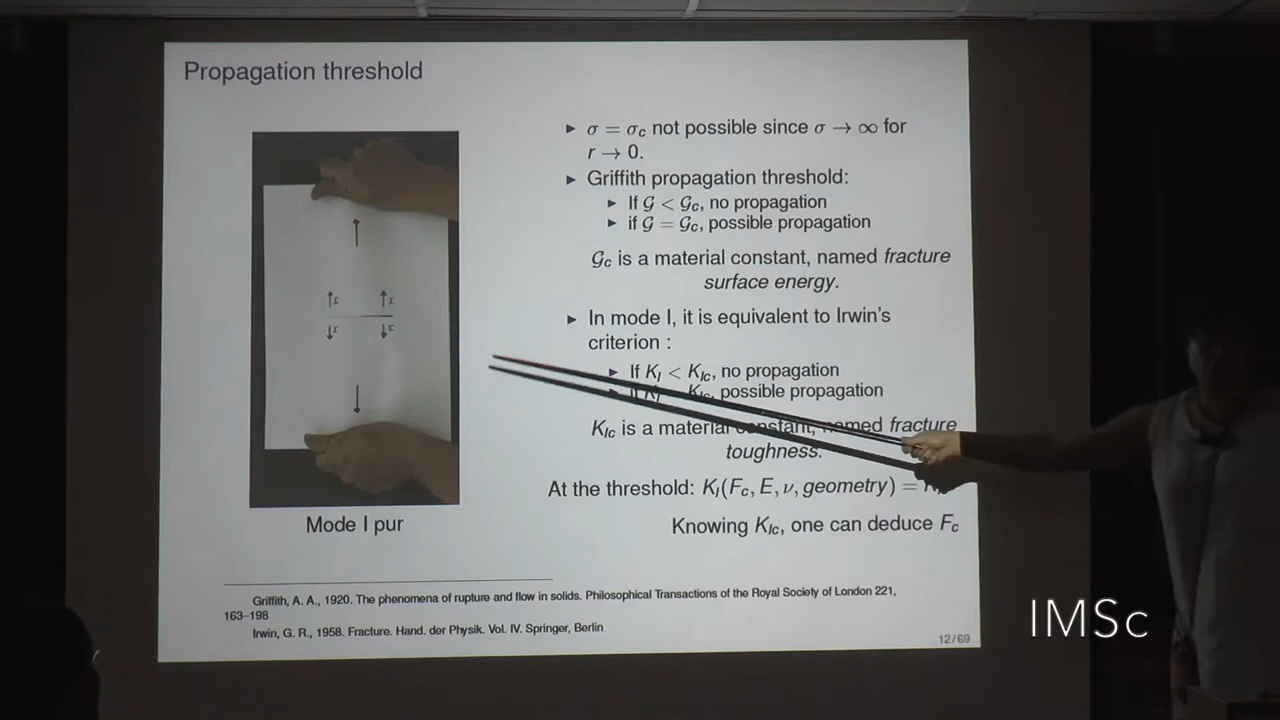 Propagation threshold
▸ σ = σc not possible since σ → ∞ for
r → 0.
▸ Griffith propagation threshold:
▸ If G < Gc, no propagation
▸ if G = Gc, possible propagation
Gc is a material constant, named fracture
surface energy.
▸ In mode I, it is equivalent to Irwin's
criterion :
▸ If KI < KIc, no propagation
KIc, possible propagation
KIc is a material constant, named fracture
toughness.
At the threshold: KI(Fc, E, ν, geometry) =
Knowing KIc, one can deduce Fc
Mode I pur
Griffith, A. A., 1920. The phenomena of rupture and flow in solids. Philosophical Transactions of the Royal Society of London 221,
163–198
Irwin, G. R., 1958. Fracture. Hand. der Physik. Vol. IV. Springer, Berlin
12/69
IMSc